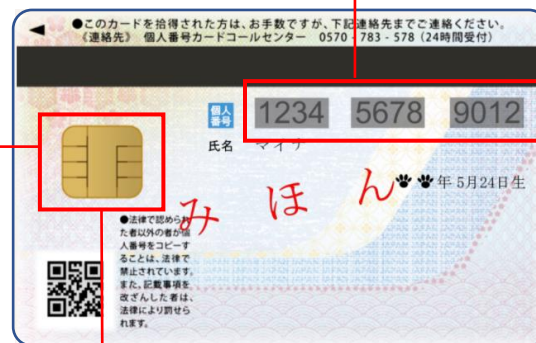 ●このカードを拾得された方は、お手数ですが、下記連絡先までご連絡ください。
《連絡先》 個人番号カードコールセンター 0570 - 783 - 578 (24時間受付)
個人番号 1234 5678 9012
氏名 マイナ
年 5月24日生
みほん
●法律で認められ
た者以外の者が個
人番号をコピーす
ることは、法律で
禁止されています。
また、記載事項を
改ざんした者は、
法律により罰せら
れます。